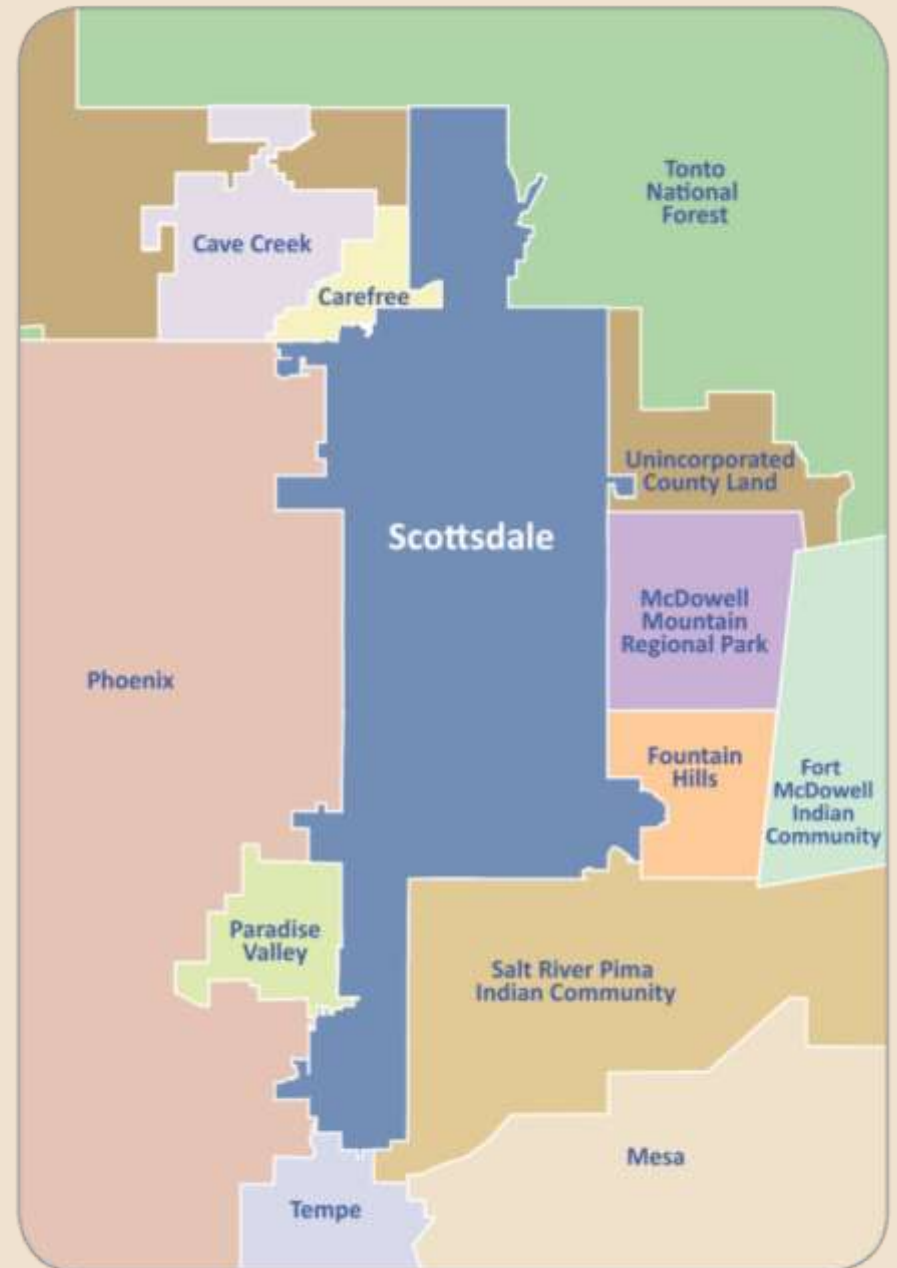 Tonto
National
Forest
Cave Creek
Carefree
Unincorporated
County Land
Scottsdale
McDowell
Mountain
Regional Park
Phoenix
Fountain
Hills
Fort
McDowell
Indian
Community
Paradise
Valley
Salt River Pima
Indian Community
Mesa
Tempe